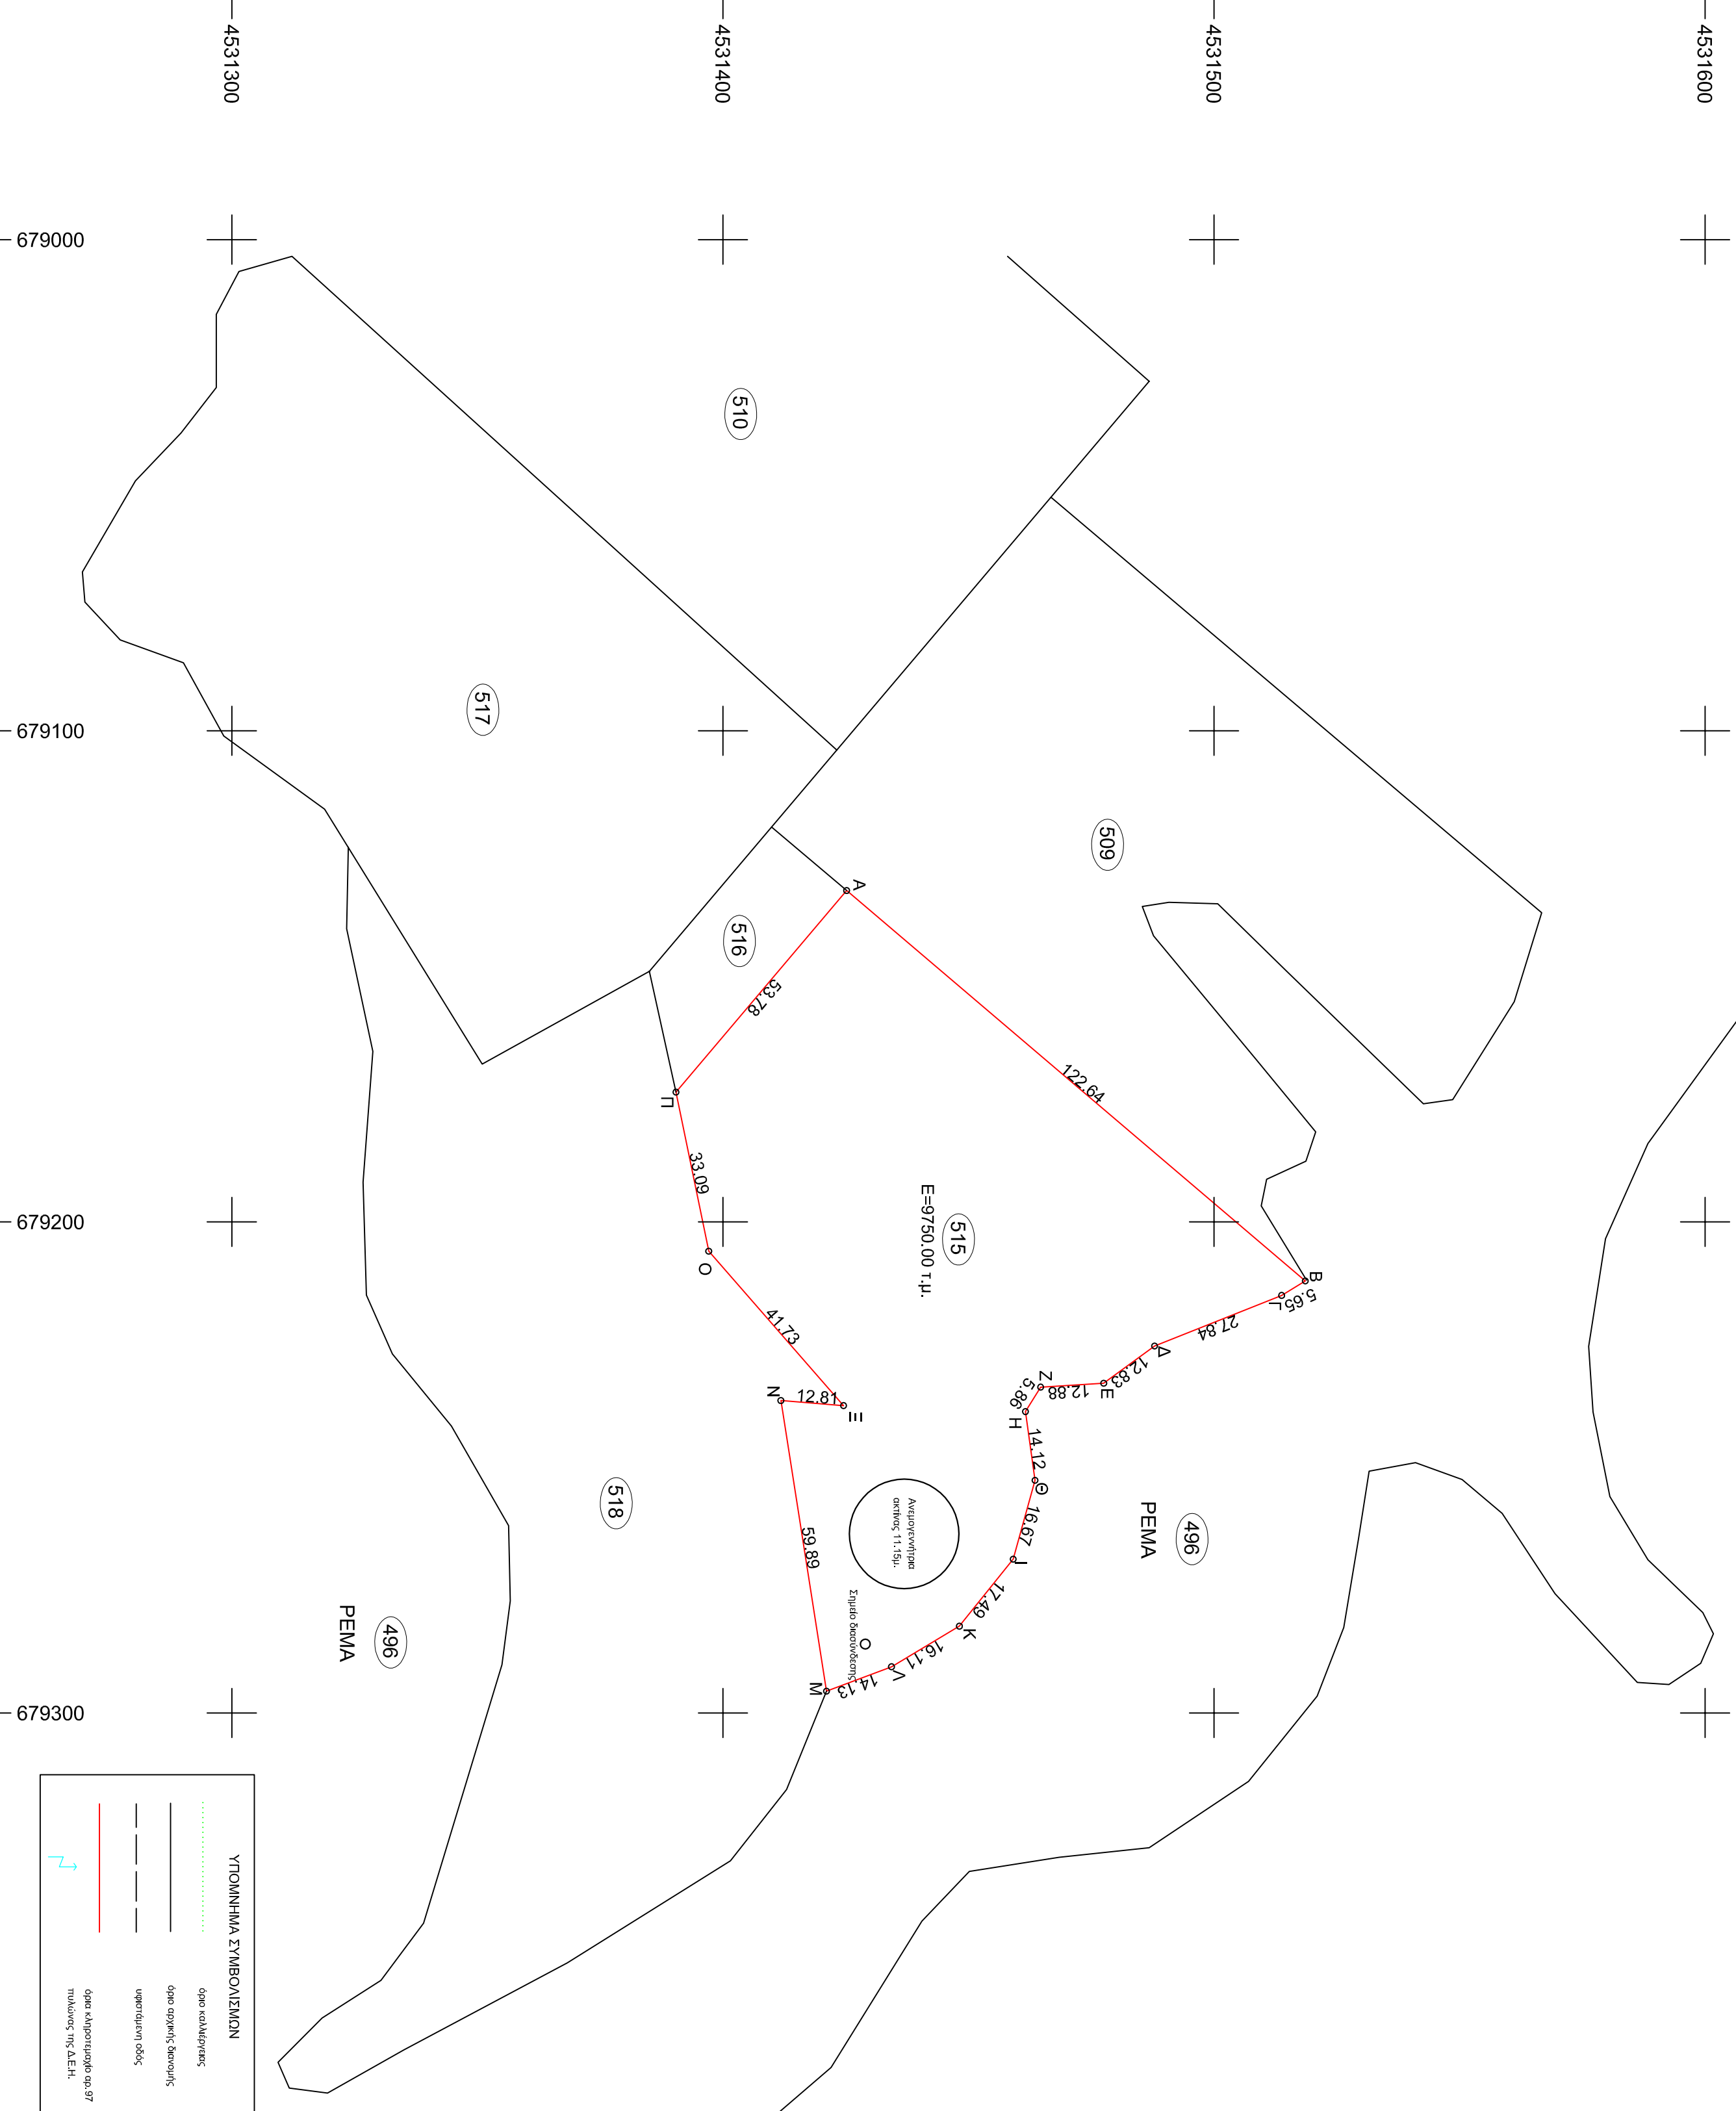 4531300
4531400
4531500
4531600
679000
679100
679200
679300
510
517
509
516
515
Ε=9750.00 τ.μ.
518
496
ΡΕΜΑ
496
ΡΕΜΑ
Α
Β
Γ
Δ
Ε
Ζ
Η
Θ
Ι
Κ
Λ
Μ
Ν
Ξ
Ο
Π
122.64
5.65
27.84
12.83
12.88
5.86
14.12
16.67
17.49
16.11
14.13
59.89
12.81
41.73
33.09
53.78
Ανεμογεννήτρια
ακτίνας 11.15μ.
Σημείο διασύνδεσης
ΥΠΟΜΝΗΜΑ ΣΥΜΒΟΛΙΣΜΩΝ
όριο καλλιέργειας
όριο αρχικής διανομής
υφιστάμενη οδός
όρια κληροτεμαχίο αρ.97
πυλώνας της Δ.Ε.Η.